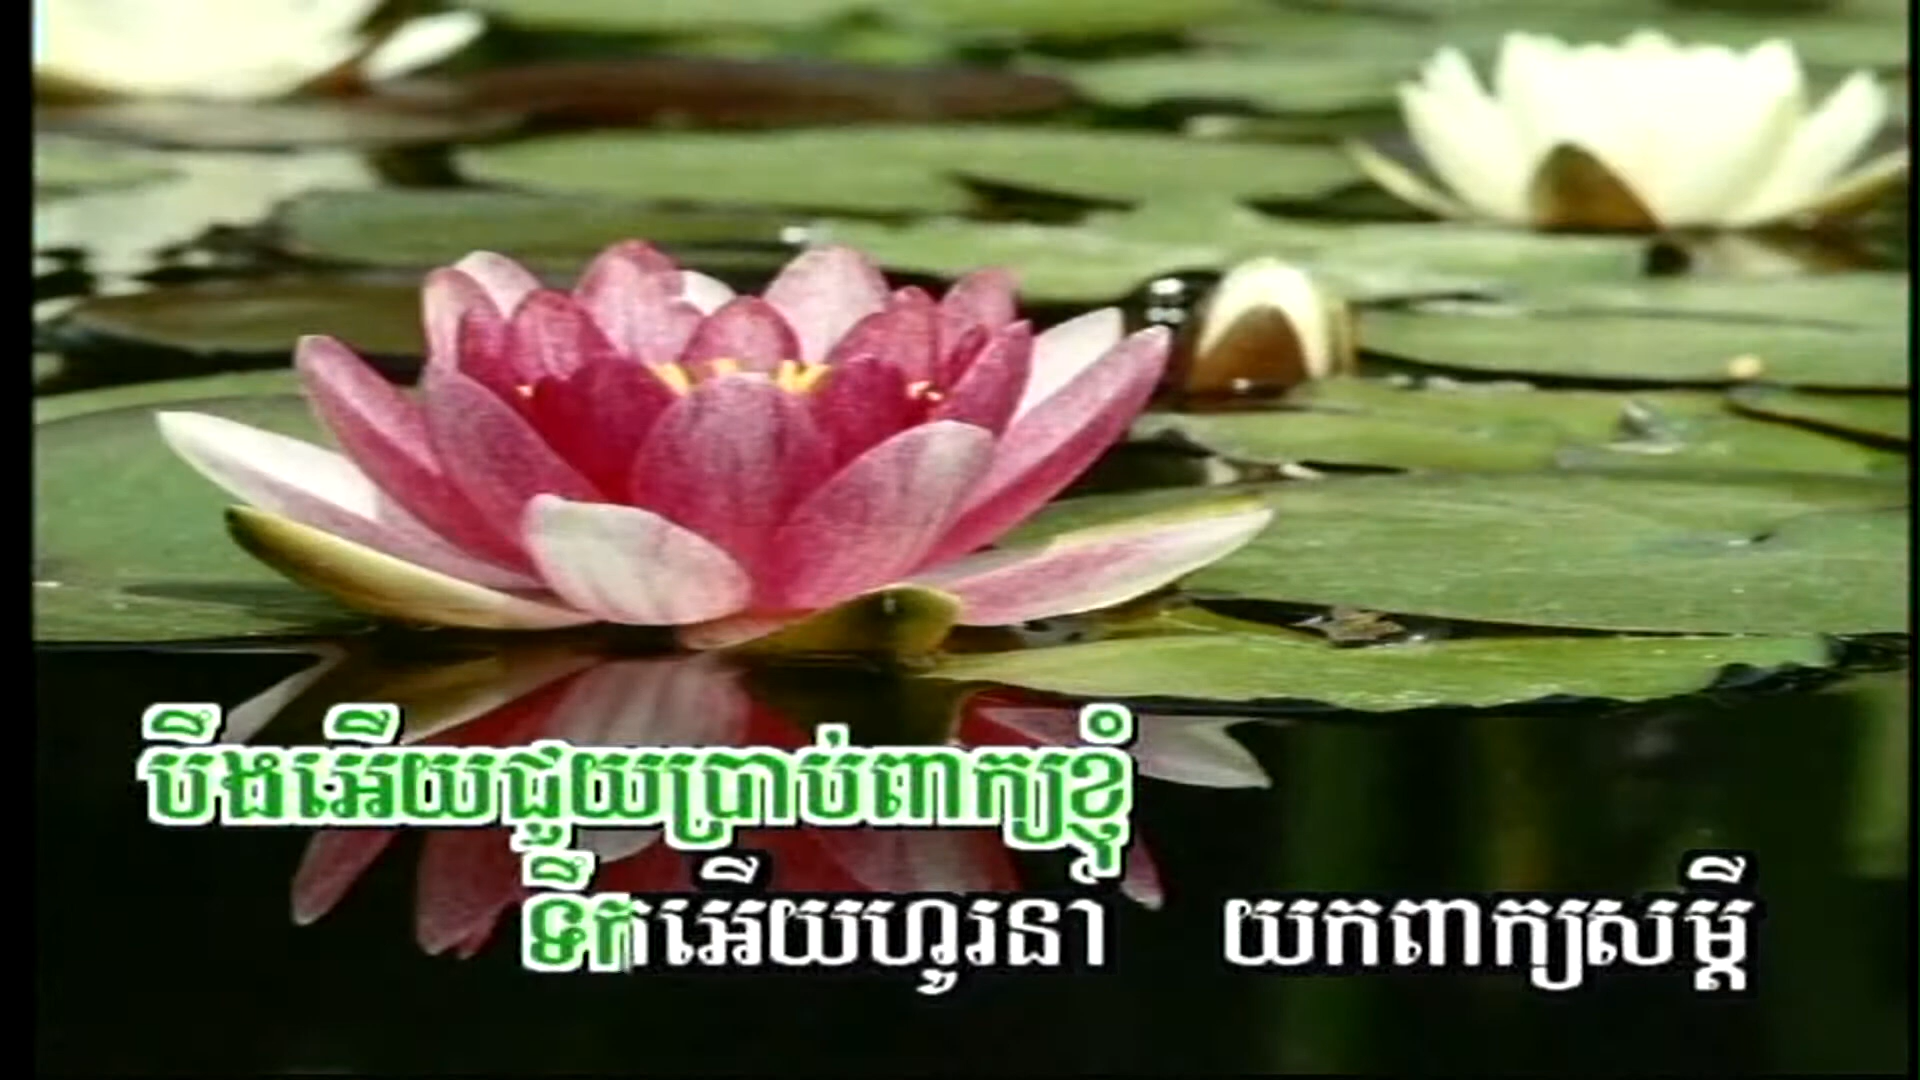 បឹងអើយជួយប្រាប់ពាក្យខ្ញុំ
ទឹកអើយហូរនាំ យកពាក្យសម្ដី